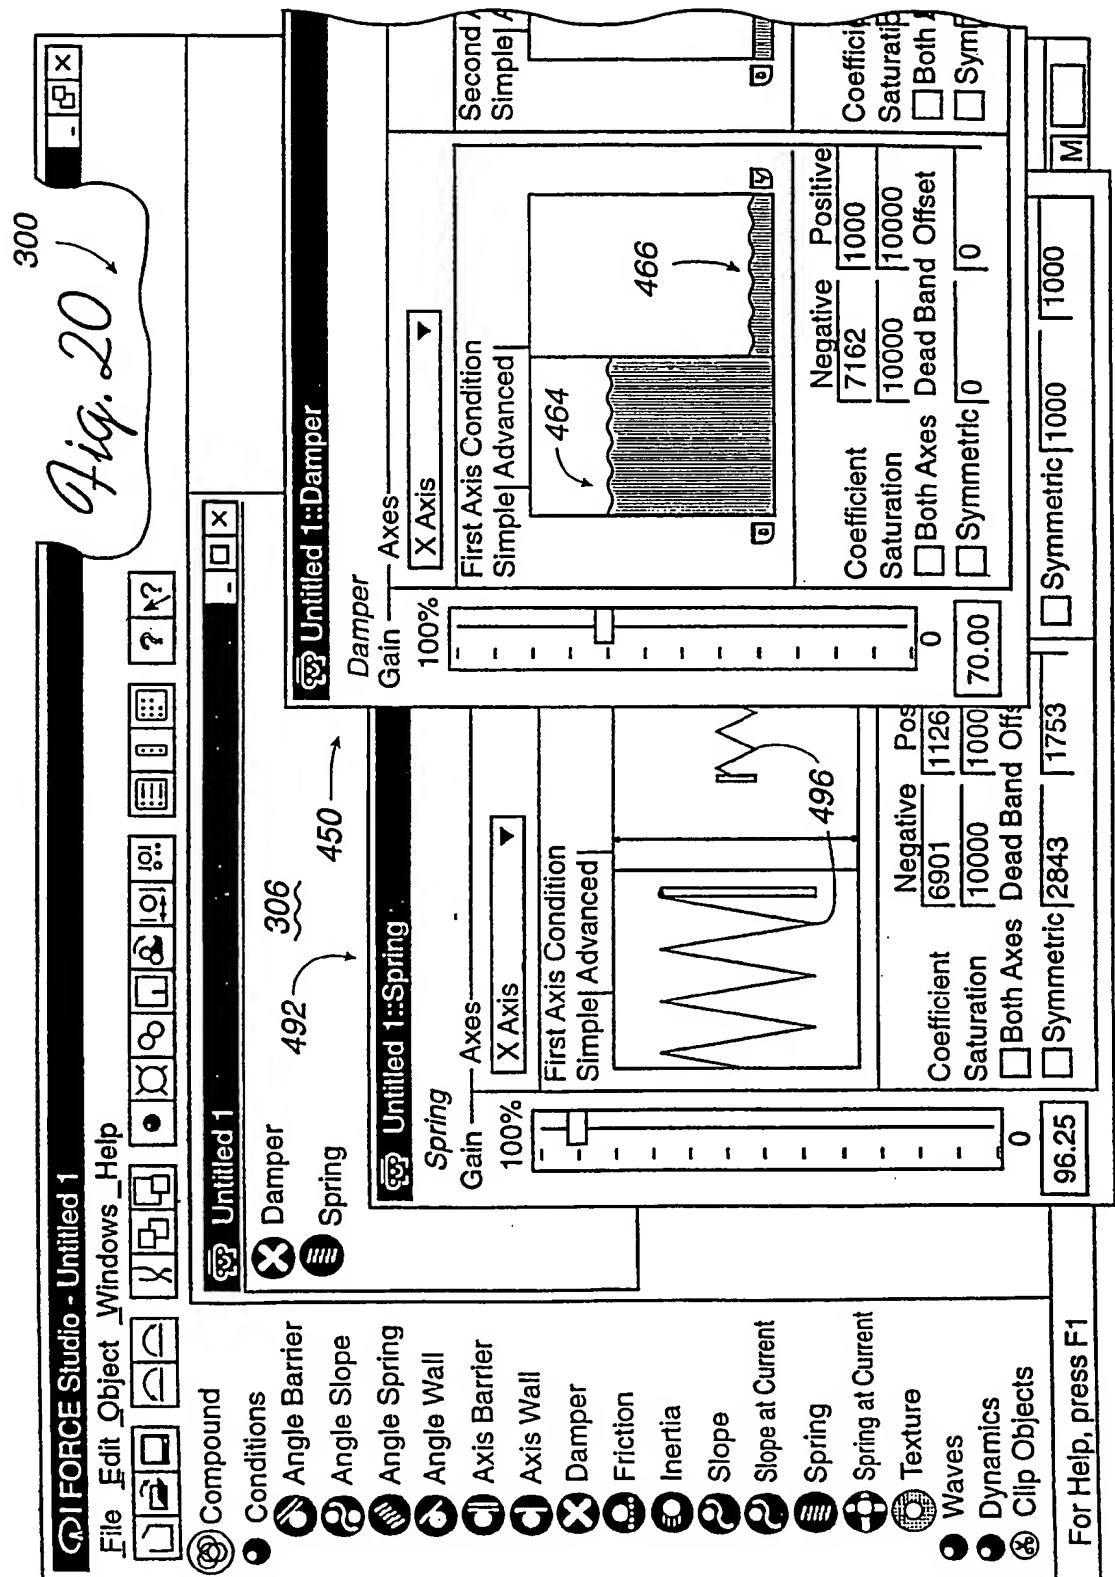 300
Fig. 20
I FORCE Studio - Untitled 1
File Edit Object Windows Help
Compound
Conditions
Angle Barrier
Angle Slope
Angle Spring
Angle Wall
Axis Barrier
Axis Wall
Damper
Friction
Inertia
Slope
Slope at Current
Spring
Spring at Current
Texture
Waves
Dynamics
Clip Objects
For Help, press F1
M
Untitled 1
Damper
Spring
492
306
450
Untitled 1::Spring
Spring
Gain
100%
0
96.25
Axes
X Axis
First Axis Condition
Simple Advanced
496
Negative Pos
Coefficient 6901 1126
Saturation 10000 1000
Both Axes Dead Band Offs
Symmetric 2843 1753
Symmetric 1000 1000
Untitled 1::Damper
Damper
Gain
100%
0
70.00
Axes
X Axis
First Axis Condition
Simple Advanced
464
466
Negative Positive
Coefficient 7162 1000
Saturation 10000 10000
Both Axes Dead Band Offset
Symmetric 0 0
Second A
Simple A
Coefficie
Saturatio
Both A
Sym